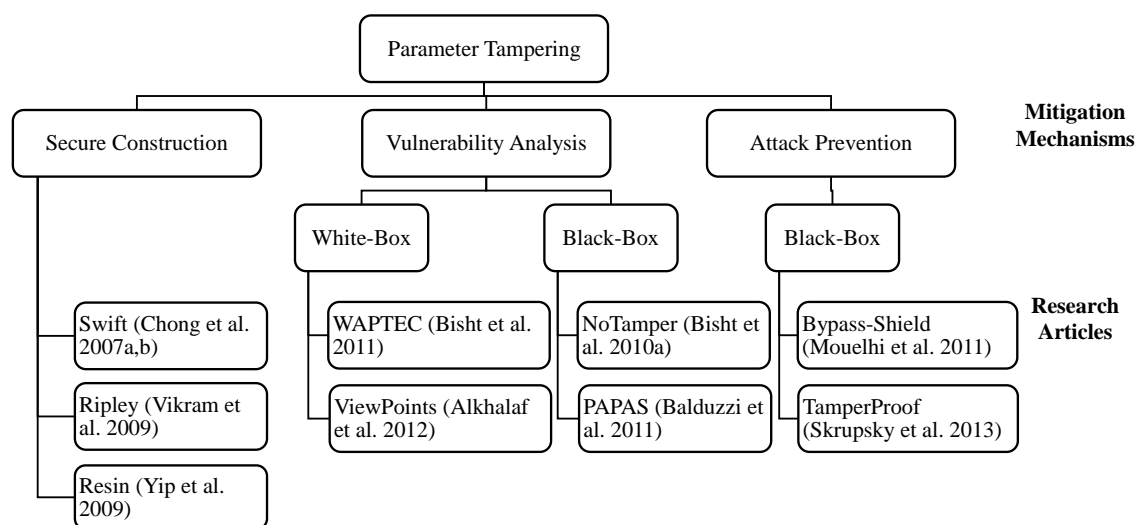 Parameter Tampering
Mitigation
Mechanisms
Secure Construction
Vulnerability Analysis
Attack Prevention
White-Box
Black-Box
Black-Box
Research
Articles
Swift (Chong et al.
2007a,b)
WAPTEC (Bisht et al.
2011)
NoTamper (Bisht et
al. 2010a)
Bypass-Shield
(Mouelhi et al. 2011)
Ripley (Vikram et
al. 2009)
ViewPoints (Alkhalaf
et al. 2012)
PAPAS (Balduzzi et
al. 2011)
TamperProof
(Skrupsky et al. 2013)
Resin (Yip et al.
2009)